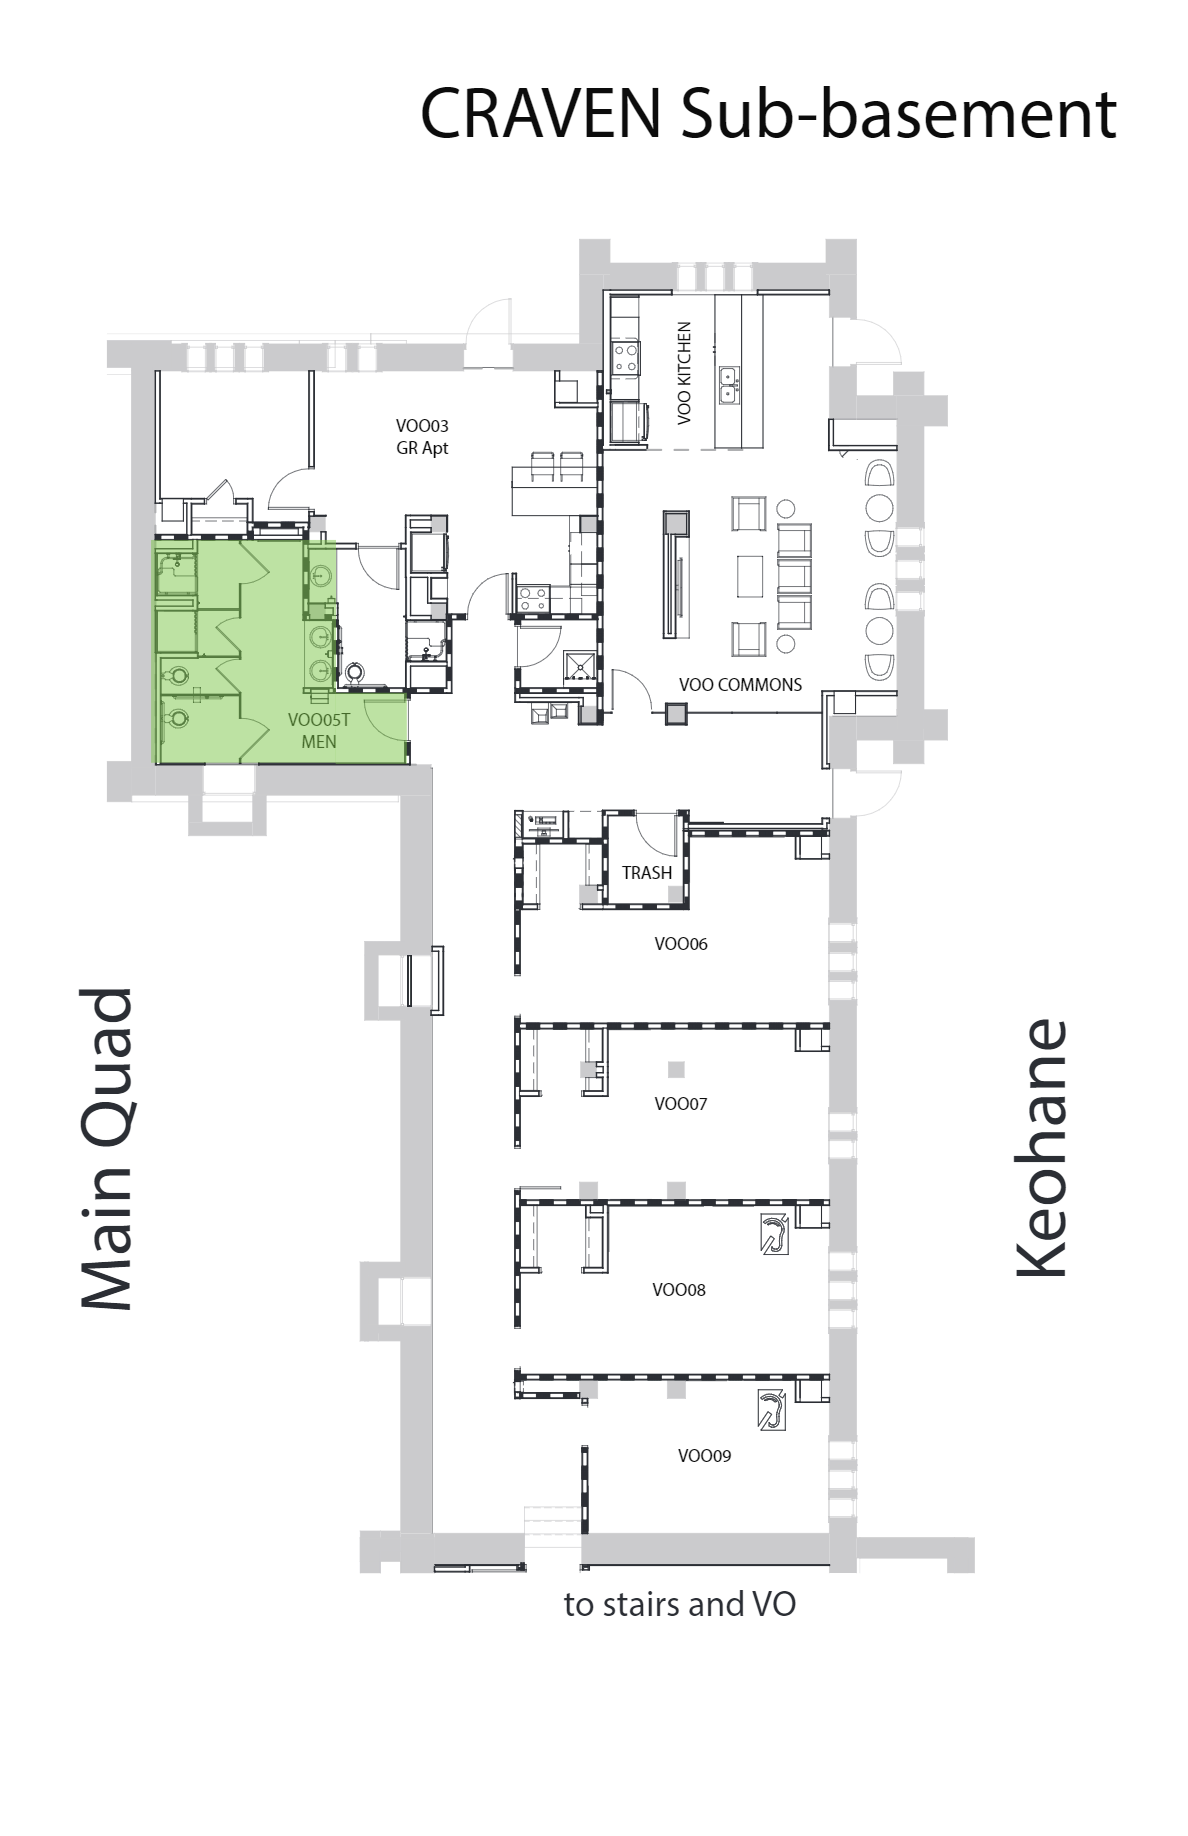 CRAVEN Sub-basement
VOO KITCHEN
VOO03
GR Apt
VOO COMMONS
VOO05T
MEN
TRASH
VOO06
Main Quad
Keohane
VOO07
VOO08
VOO09
to stairs and VO